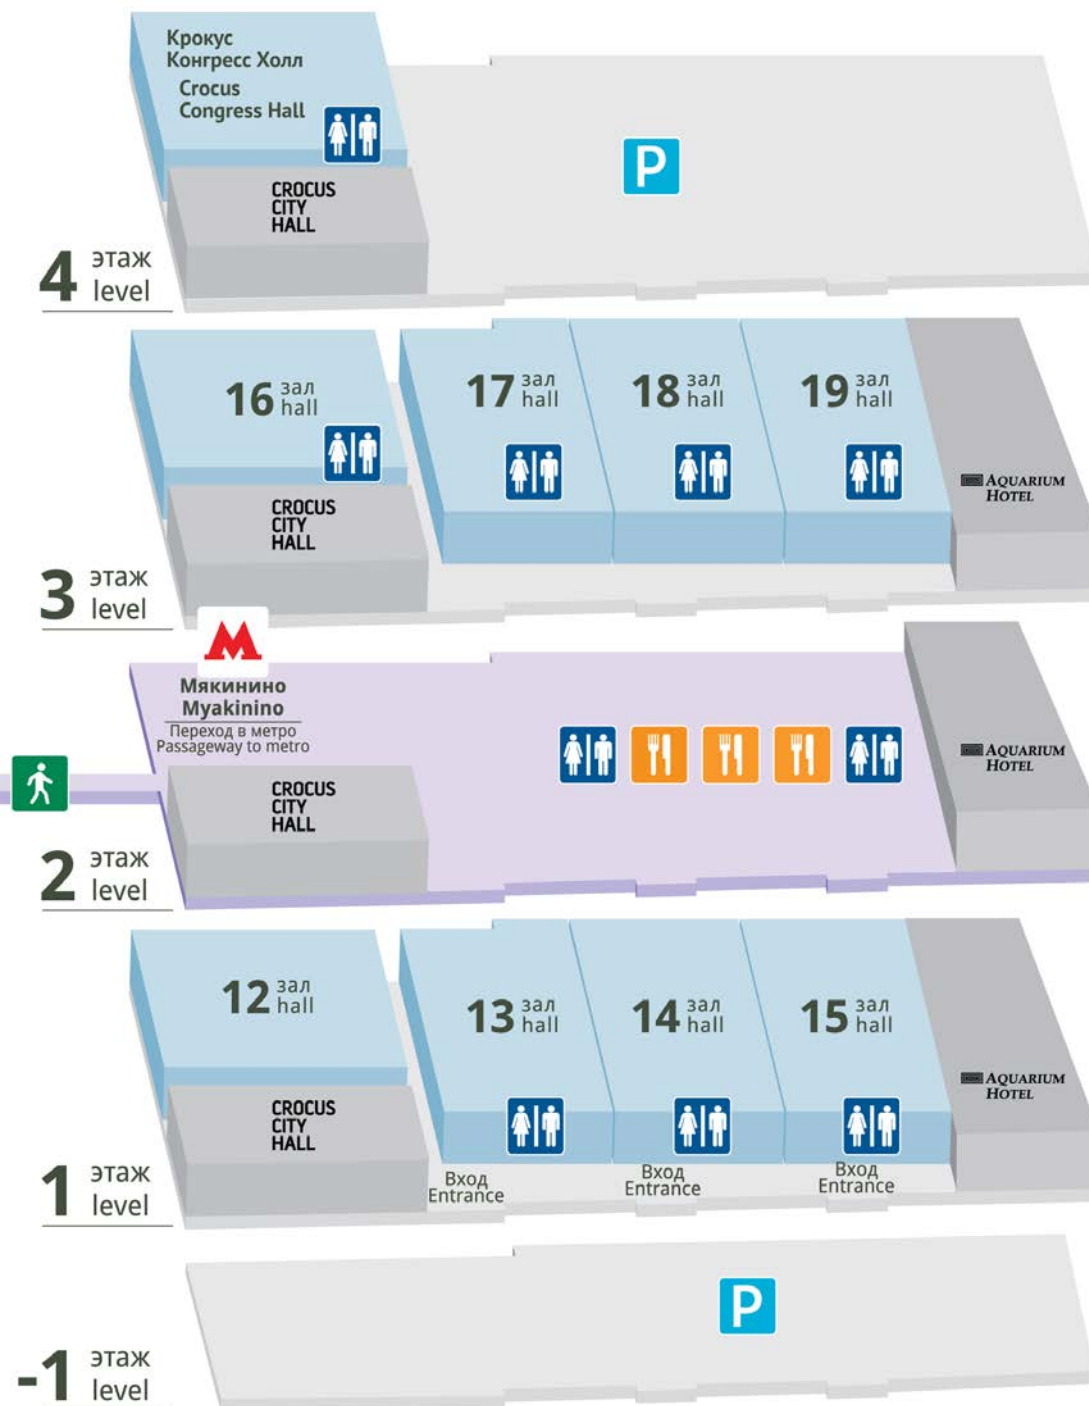 Крокус
Конгресс Холл
Crocus
Congress Hall
P
CROCUS
CITY
HALL
4 этаж
level
16 зал
hall
17 зал
hall
18 зал
hall
19 зал
hall
CROCUS
CITY
HALL
AQUARIUM
HOTEL
3 этаж
level
М
Мякинино
Myakinino
Переход в метро
Passageway to metro
CROCUS
CITY
HALL
AQUARIUM
HOTEL
2 этаж
level
12 зал
hall
13 зал
hall
14 зал
hall
15 зал
hall
CROCUS
CITY
HALL
AQUARIUM
HOTEL
Вход
Entrance
Вход
Entrance
Вход
Entrance
1 этаж
level
P
-1 этаж
level